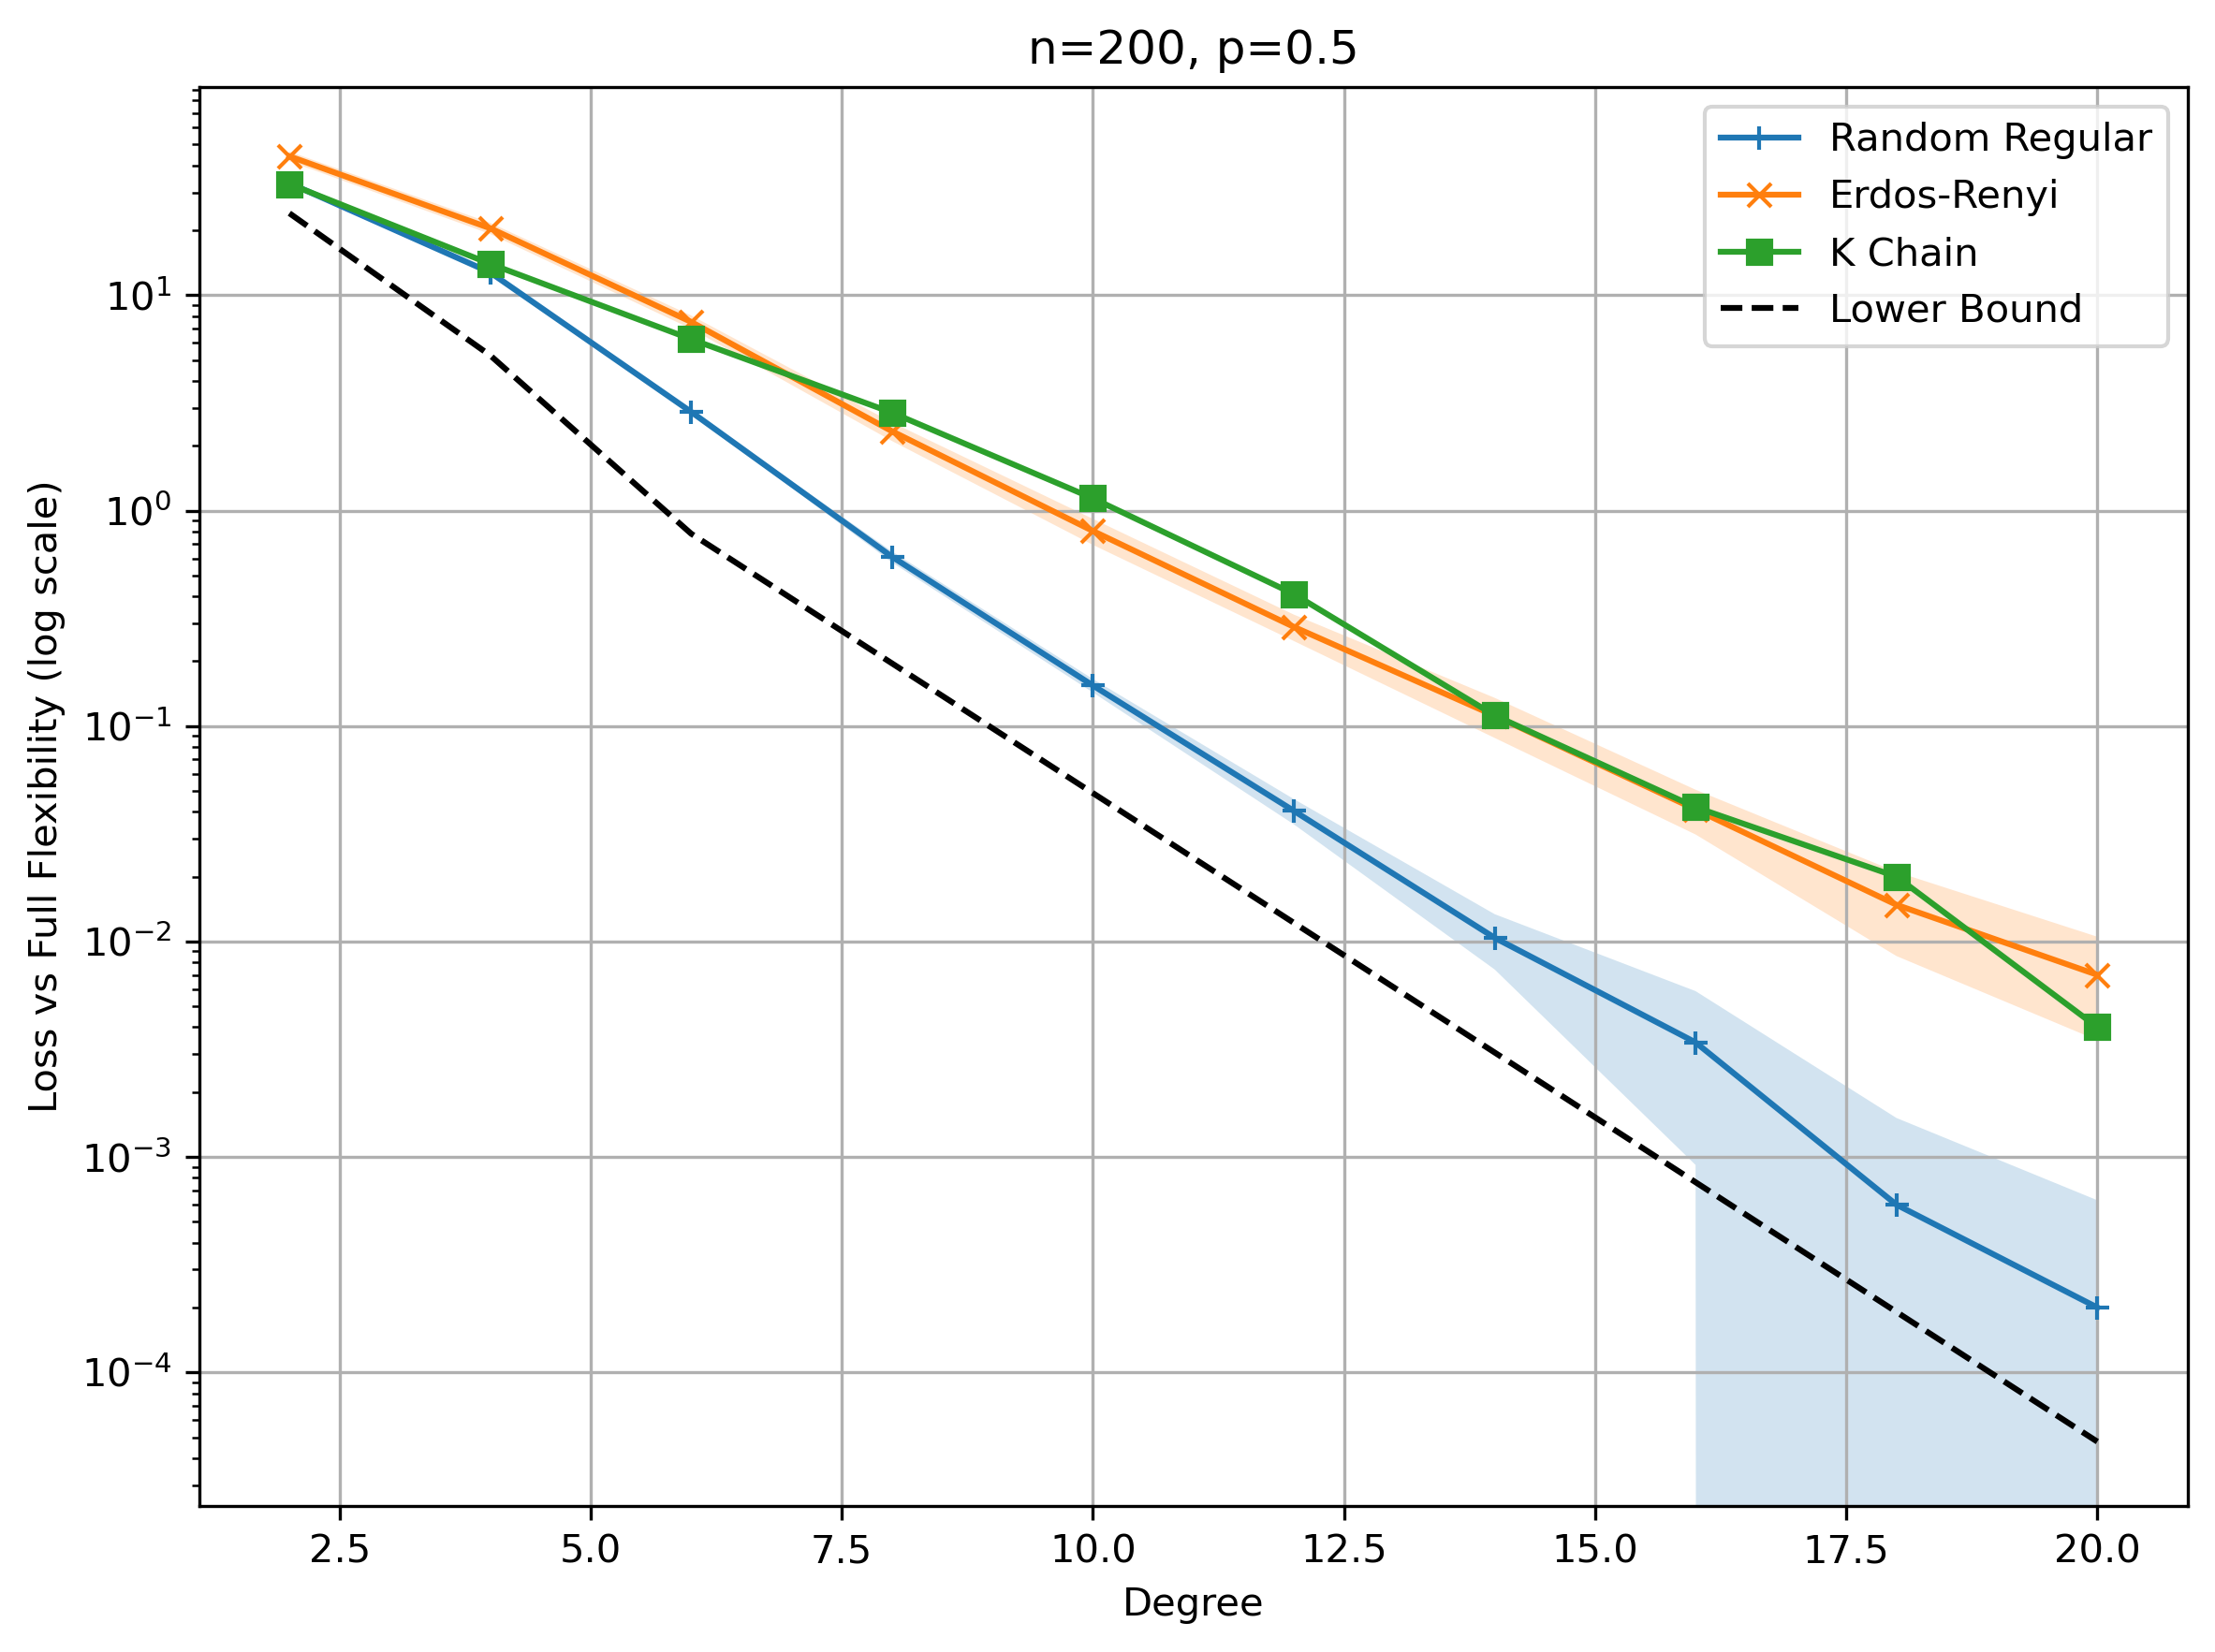 n=200, p=0.5
Random Regular
Erdos-Renyi
K Chain
Lower Bound
Loss vs Full Flexibility (log scale)
10¹
10⁰
10⁻¹
10⁻²
10⁻³
10⁻⁴
2.5 5.0 7.5 10.0 12.5 15.0 17.5 20.0
Degree